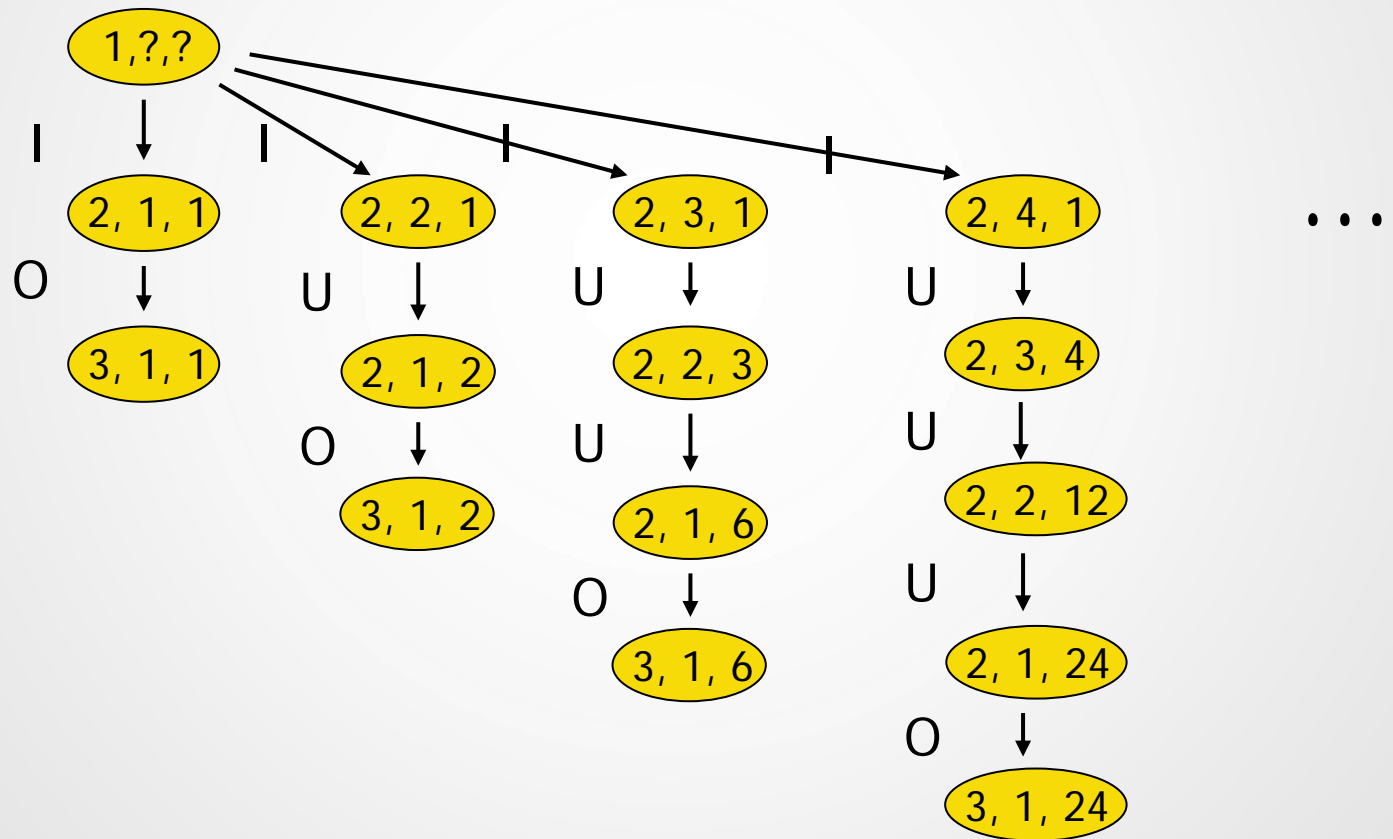 1,?,?
I I I I
2, 1, 1 2, 2, 1 2, 3, 1 2, 4, 1 ...
O U U U
3, 1, 1 2, 1, 2 2, 2, 3 2, 3, 4
O U U
3, 1, 2 2, 1, 6 2, 2, 12
O U
3, 1, 6 2, 1, 24
O
3, 1, 24